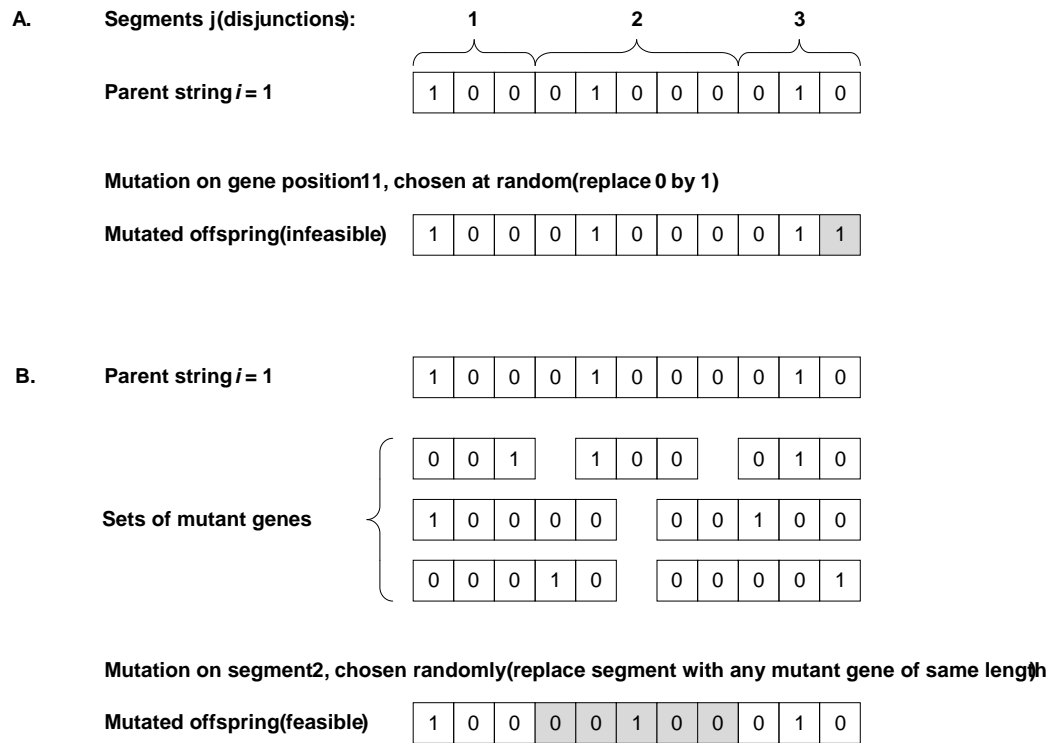 A. Segments j(disjunctions): 1 2 3
Parent string i = 1 1 0 0 0 1 0 0 0 0 1 0
Mutation on gene position11, chosen at random(replace 0 by 1)
Mutated offspring(infeasible) 1 0 0 0 1 0 0 0 0 1 1
B. Parent string i = 1 1 0 0 0 1 0 0 0 0 1 0
0 0 1 1 0 0 0 1 0
Sets of mutant genes 1 0 0 0 0 0 0 1 0 0
0 0 0 1 0 0 0 0 0 1
Mutation on segment2, chosen randomly(replace segment with any mutant gene of same length)
Mutated offspring(feasible) 1 0 0 0 0 1 0 0 0 1 0